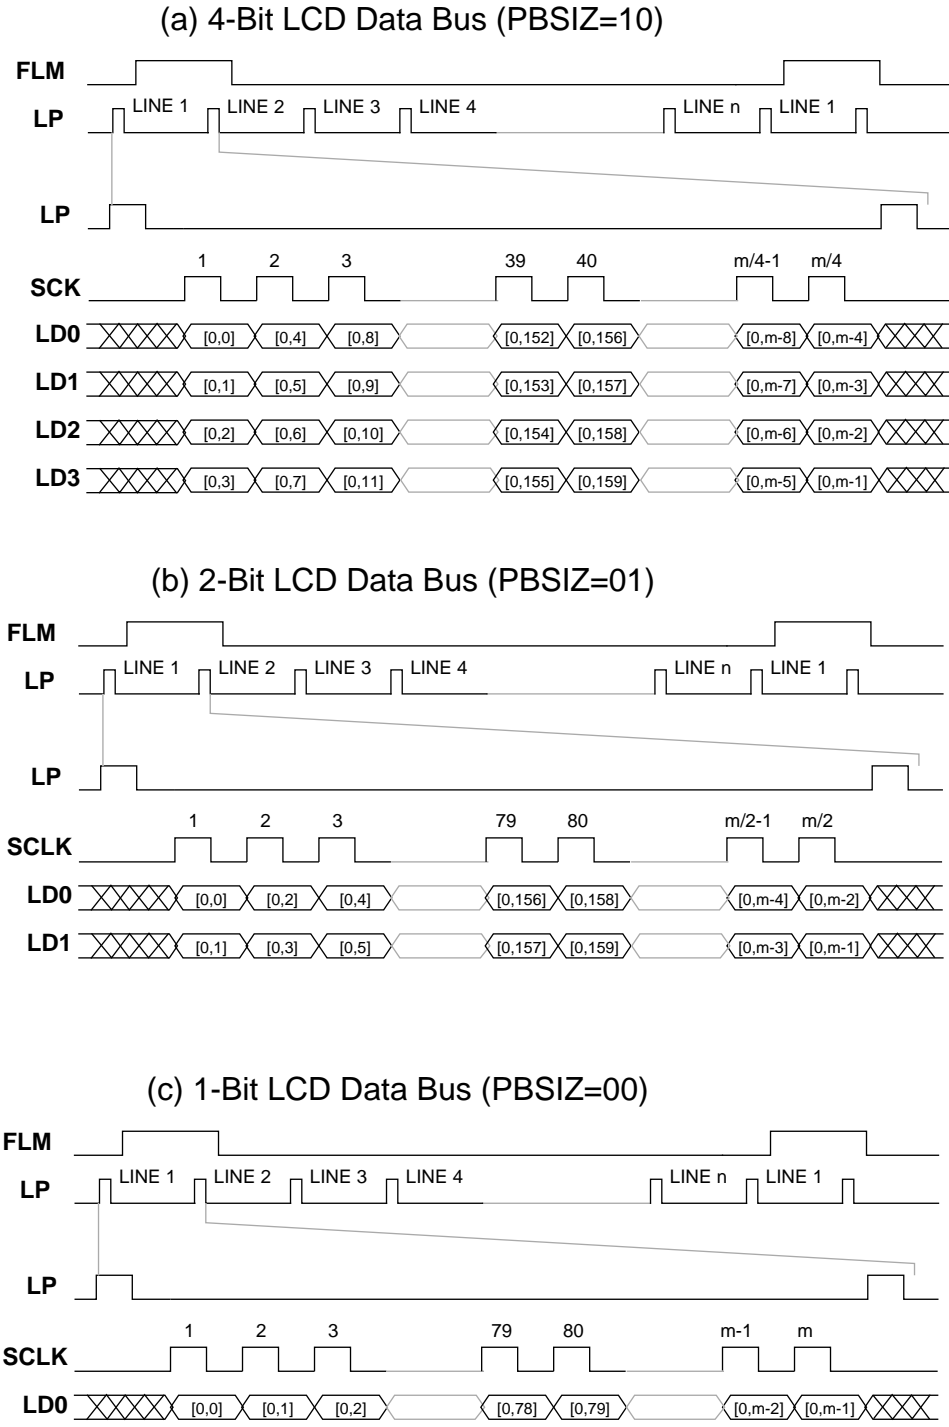 (a) 4-Bit LCD Data Bus (PBSIZ=10)
FLM
LP LINE 1 LINE 2 LINE 3 LINE 4 LINE n LINE 1
LP
1 2 3 39 40 m/4-1 m/4
SCK
LD0 [0,0] [0,4] [0,8] [0,152] [0,156] [0,m-8] [0,m-4]
LD1 [0,1] [0,5] [0,9] [0,153] [0,157] [0,m-7] [0,m-3]
LD2 [0,2] [0,6] [0,10] [0,154] [0,158] [0,m-6] [0,m-2]
LD3 [0,3] [0,7] [0,11] [0,155] [0,159] [0,m-5] [0,m-1]
(b) 2-Bit LCD Data Bus (PBSIZ=01)
FLM
LP LINE 1 LINE 2 LINE 3 LINE 4 LINE n LINE 1
LP
1 2 3 79 80 m/2-1 m/2
SCLK
LD0 [0,0] [0,2] [0,4] [0,156] [0,158] [0,m-4] [0,m-2]
LD1 [0,1] [0,3] [0,5] [0,157] [0,159] [0,m-3] [0,m-1]
(c) 1-Bit LCD Data Bus (PBSIZ=00)
FLM
LP LINE 1 LINE 2 LINE 3 LINE 4 LINE n LINE 1
LP
1 2 3 79 80 m-1 m
SCLK
LD0 [0,0] [0,1] [0,2] [0,78] [0,79] [0,m-2] [0,m-1]